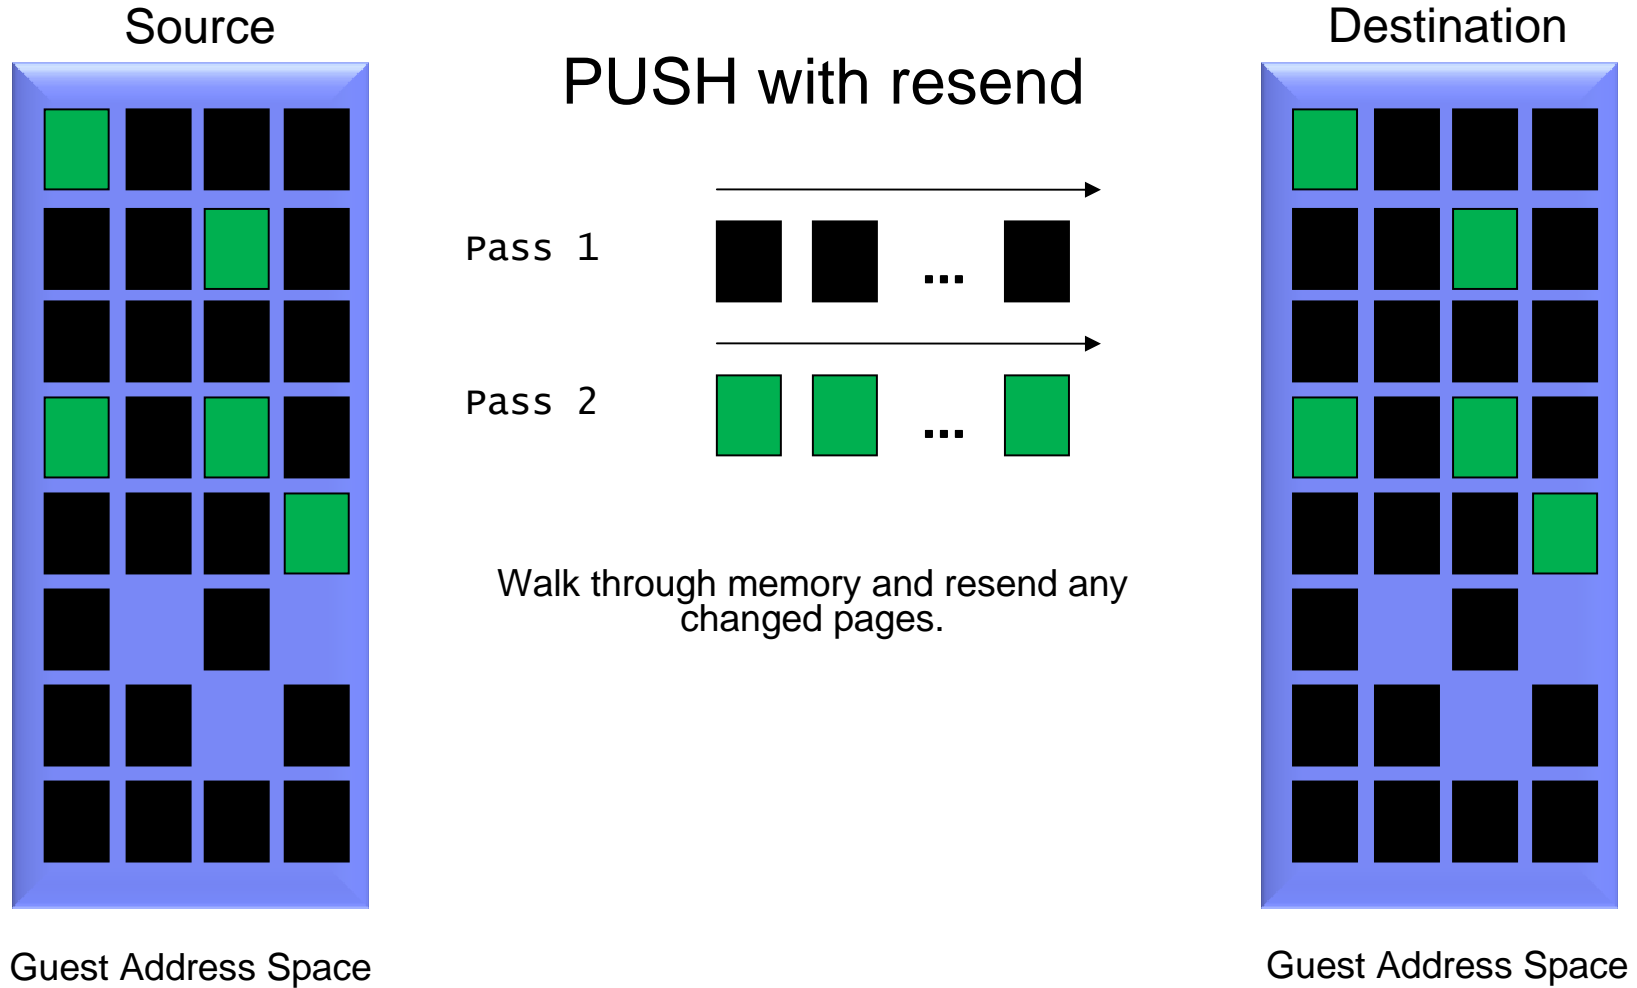 Source
Destination
PUSH with resend
Pass 1
...
Pass 2
...
Walk through memory and resend any
changed pages.
Guest Address Space
Guest Address Space